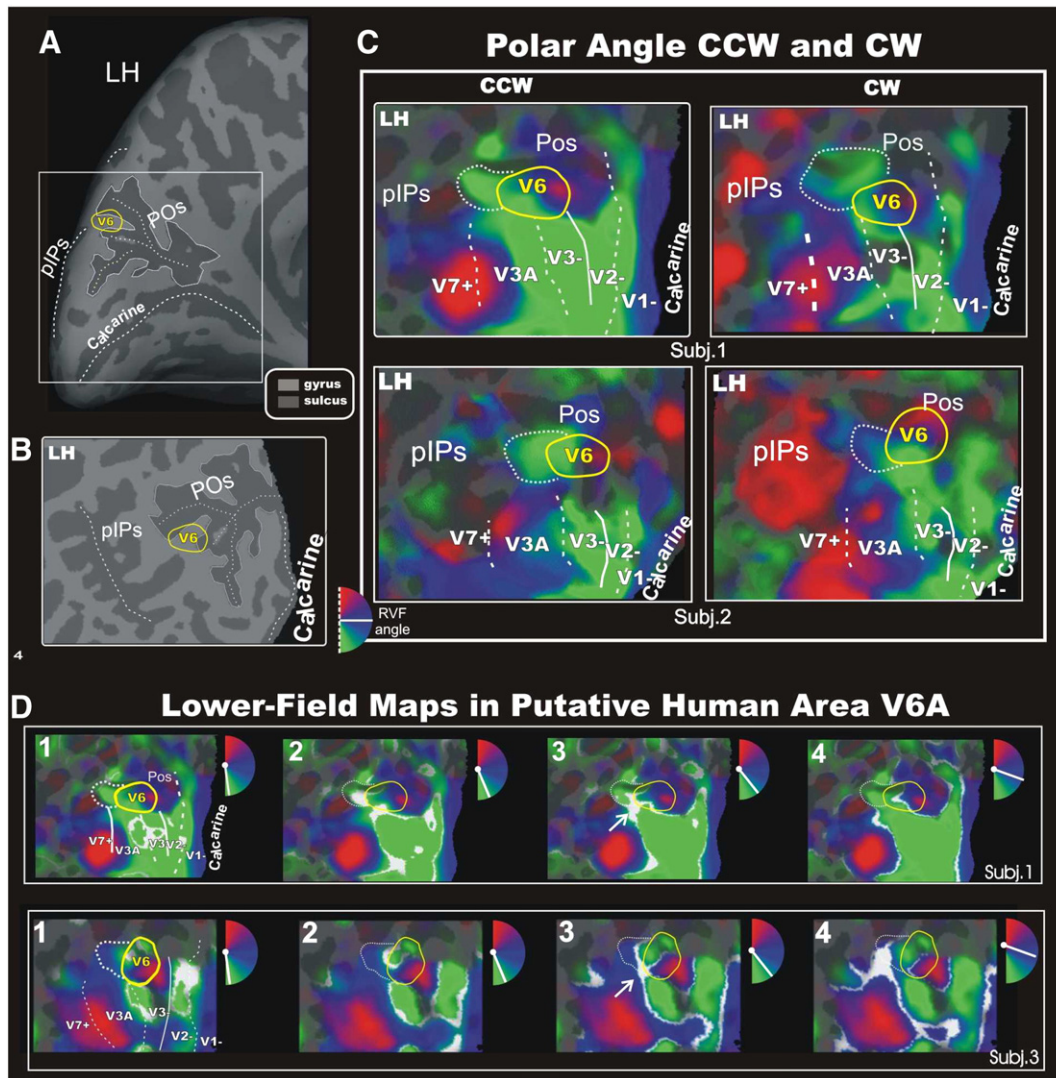 A
LH
V6
POs
pIPs
Calcarine
gyrus
sulcus
B
LH
POs
pIPs
V6
Calcarine
4
RVF
angle
C
Polar Angle CCW and CW
CCW
CW
LH
Pos
V6
pIPs
V3-
V3A
V2-
V7+
V1-
Calcarine
LH
Pos
pIPs
V6
V3-
V3A
V2-
V7+
V1-
Calcarine
Subj.1
LH
Pos
pIPs
V6
V7+
V3A
V3-
V2-
V1-
Calcarine
LH
Pos
V6
pIPs
V7+
V3A
V3-
V2-
V1-
Calcarine
Subj.2
D
Lower-Field Maps in Putative Human Area V6A
1
Pos
V6
V7+
V3A
V3-
V2-
V1-
Calcarine
2
3
4
Subj.1
1
V6
V7+
V3A
V3-
V2-
V1-
2
3
4
Subj.3